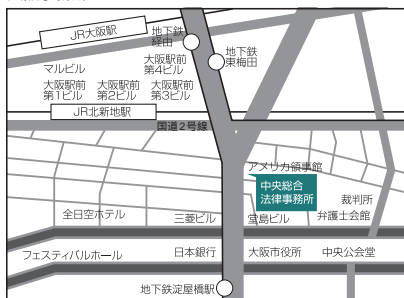 JR大阪駅
地下鉄
経由
地下鉄
東梅田
マルビル
大阪駅前
第4ビル
大阪駅前
第1ビル
大阪駅前
第2ビル
大阪駅前
第3ビル
JR北新地駅
国道2号線
アメリカ領事館
中央総合
法律事務所
裁判所
弁護士会館
全日空ホテル
三菱ビル
堂島ビル
フェスティバルホール
日本銀行
大阪市役所
中央公会堂
地下鉄淀屋橋駅